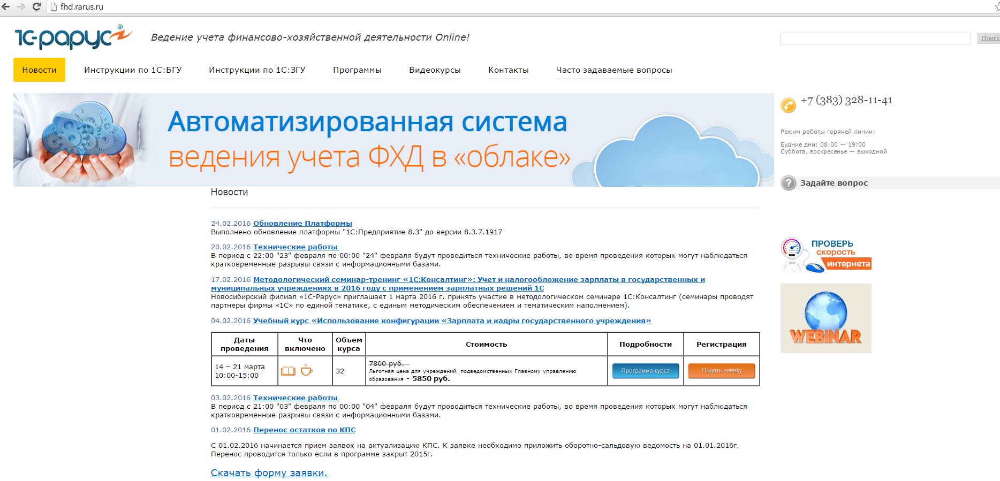 fhd.rarus.ru
1С-рарус®
Ведение учета финансово-хозяйственной деятельности Online!
Поиск
Новости
Инструкции по 1С:БГУ
Инструкции по 1С:ЗГУ
Программы
Видеокурсы
Контакты
Часто задаваемые вопросы
Автоматизированная система
ведения учета ФХД в «облаке»
+7 (383) 328-11-41
Режим работы горячей линии:
Будние дни: 08:00 — 19:00
Суббота, воскресенье — выходной
Задайте вопрос
ПРОВЕРЬ
скорость
интернета
WEBINAR
Новости
24.02.2016 Обновление Платформы
Выполнено обновление платформы "1С:Предприятие 8.3" до версии 8.3.7.1917
20.02.2016 Технические работы
В период с 22:00 "23" февраля по 00:00 "24" февраля будут проводиться технические работы, во время проведения которых могут наблюдаться
кратковременные разрывы связи с информационными базами.
17.02.2016 Методологический семинар-тренинг «1С:Консалтинг»: Учет и налогообложение зарплаты в государственных и
муниципальных учреждениях в 2016 году с применением зарплатных решений 1С
Новосибирский филиал «1С-Рарус» приглашает 1 марта 2016 г. принять участие в методологическом семинаре 1С:Консалтинг (семинары проводят
партнеры фирмы «1С» по единой тематике, с единым методическим обеспечением и тематическим наполнением).
04.02.2016 Учебный курс «Использование конфигурации «Зарплата и кадры государственного учреждения»
Даты
проведения
Что
включено
Объем
курса
Стоимость
Подробности
Регистрация
14 – 21 марта
10:00-15:00
32
7800 руб.
Льготная цена для учреждений, подведомственных Главному управлению
образования - 5850 руб.
Программа курса
Подать заявку
03.02.2016 Технические работы
В период с 21:00 "03" февраля по 00:00 "04" февраля будут проводиться технические работы, во время проведения которых могут наблюдаться
кратковременные разрывы связи с информационными базами.
01.02.2016 Перенос остатков по КПС
С 01.02.2016 начинается прием заявок на актуализацию КПС. К заявке необходимо приложить оборотно-сальдовую ведомость на 01.01.2016г.
Перенос проводится только если в программе закрыт 2015г.
Скачать форму заявки.